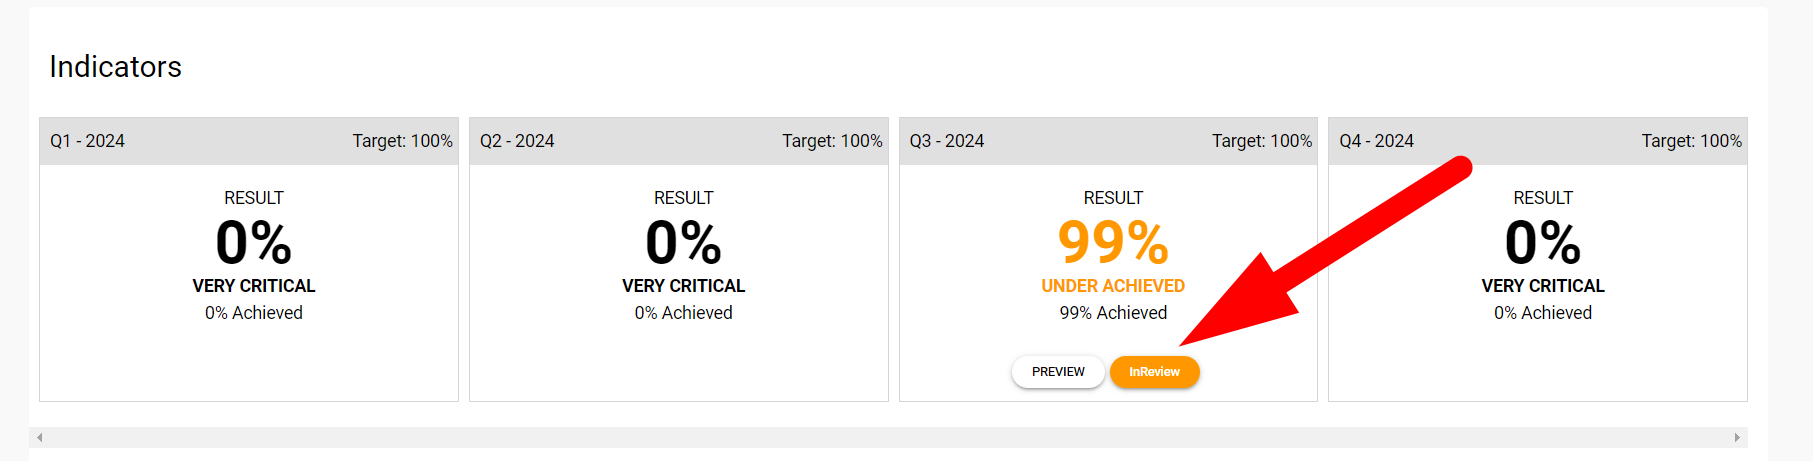 Indicators
Q1 - 2024 Target: 100%
RESULT
0%
VERY CRITICAL
0% Achieved
Q2 - 2024 Target: 100%
RESULT
0%
VERY CRITICAL
0% Achieved
Q3 - 2024 Target: 100%
RESULT
99%
UNDER ACHIEVED
99% Achieved
PREVIEW InReview
Q4 - 2024 Target: 100%
RESULT
0%
VERY CRITICAL
0% Achieved